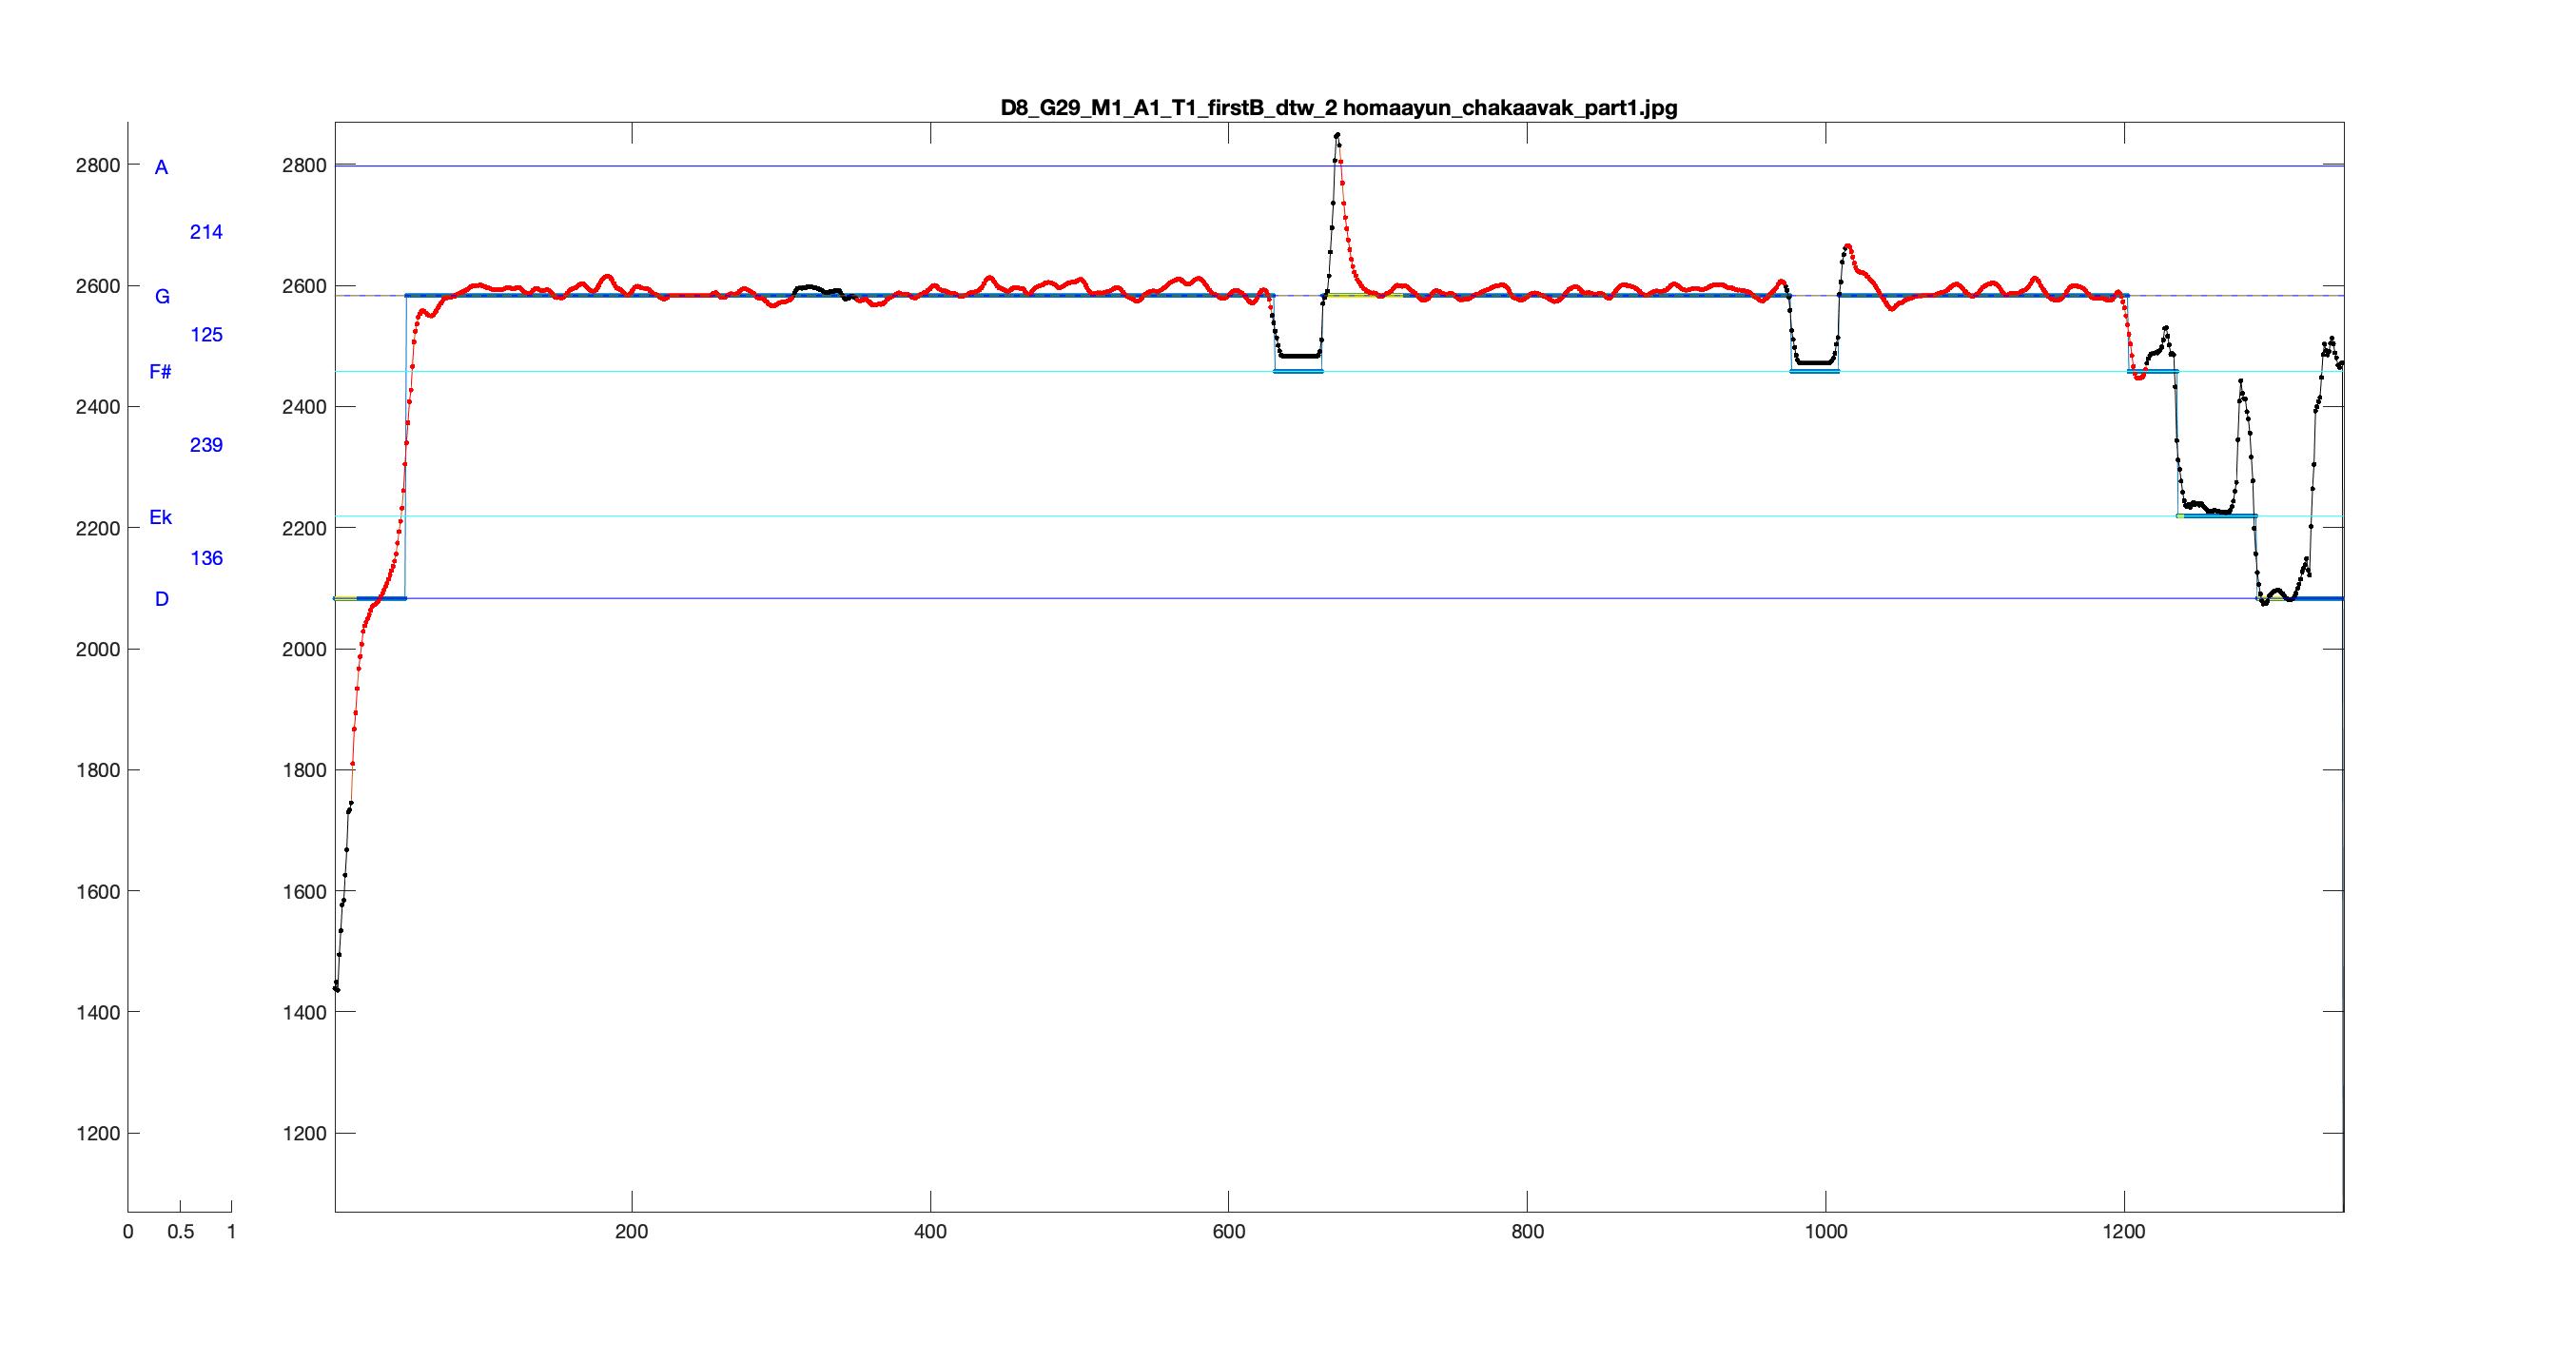 D8_G29_M1_A1_T1_firstB_dtw_2 homaayun_chakaavak_part1.jpg
2800 A 2800
214
2600 G 2600
125
F#
2400 2400
239
Ek
2200 2200
136
D
2000 2000
1800 1800
1600 1600
1400 1400
1200 1200
0 0.5 1 200 400 600 800 1000 1200